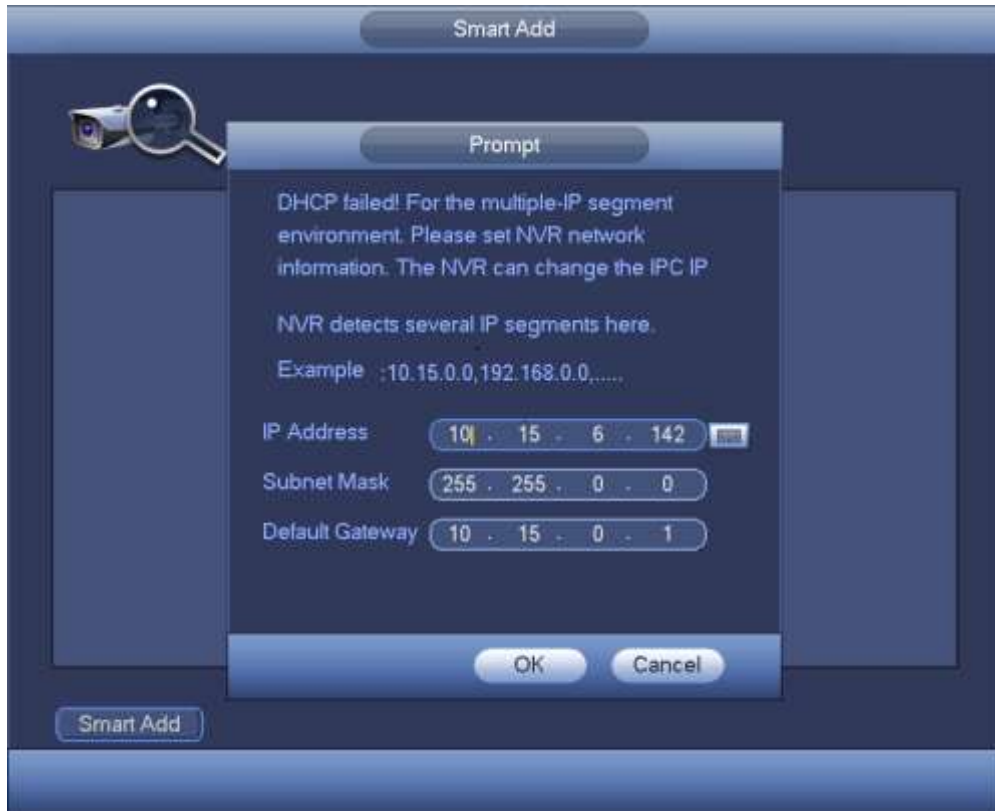 Smart Add
Prompt
DHCP failed! For the multiple-IP segment
environment. Please set NVR network
information. The NVR can change the IPC IP
NVR detects several IP segments here.
Example :10.15.0.0,192.168.0.0,.....
IP Address 10 . 15 . 6 . 142
Subnet Mask 255 . 255 . 0 . 0
Default Gateway 10 . 15 . 0 . 1
OK Cancel
Smart Add